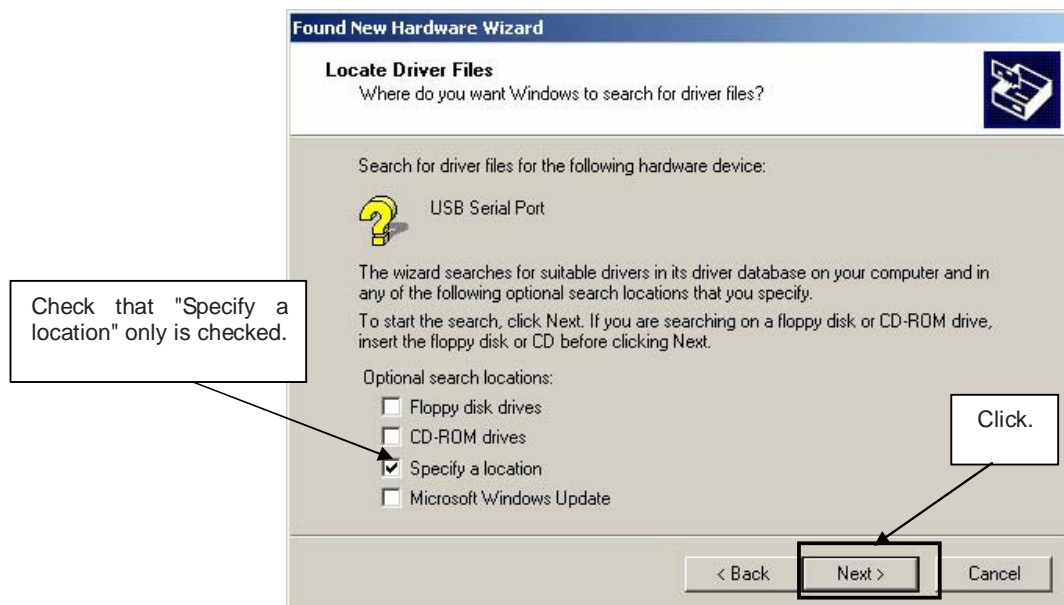 Found New Hardware Wizard
Locate Driver Files
Where do you want Windows to search for driver files?
Search for driver files for the following hardware device:
USB Serial Port
The wizard searches for suitable drivers in its driver database on your computer and in
any of the following optional search locations that you specify.
To start the search, click Next. If you are searching on a floppy disk or CD-ROM drive,
insert the floppy disk or CD before clicking Next.
Check that "Specify a
location" only is checked.
Optional search locations:
Floppy disk drives
CD-ROM drives
Specify a location
Microsoft Windows Update
Click.
< Back
Next >
Cancel